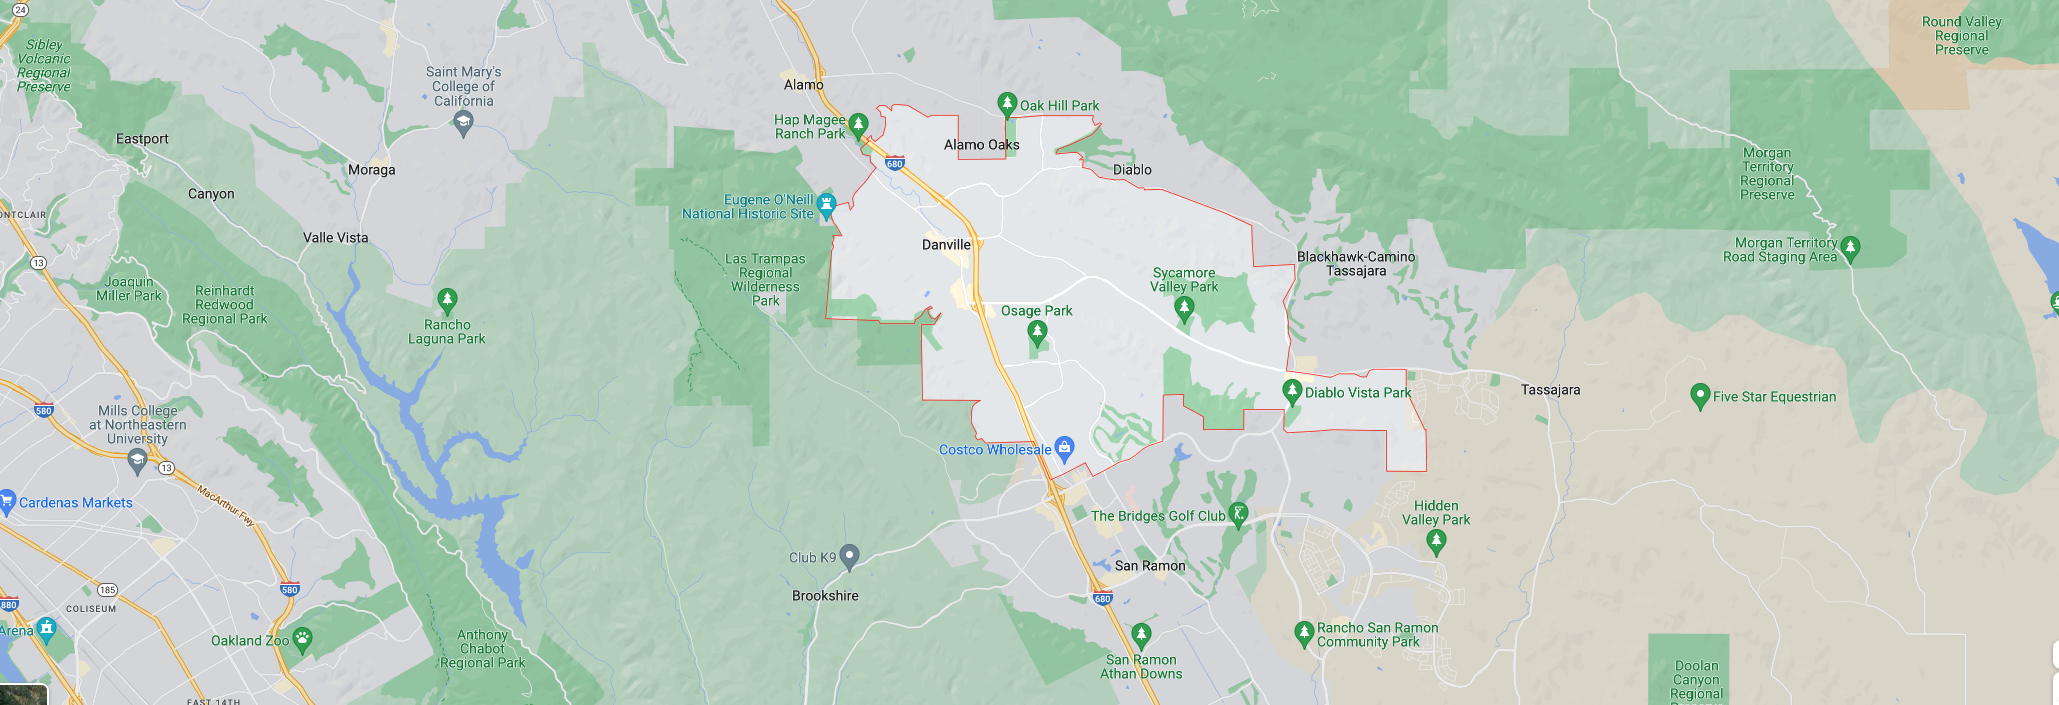 24
Sibley
Volcanic
Regional
Preserve
Eastport
Canyon
Saint Mary's
College of
California
Moraga
Valle Vista
13
Joaquin
Miller Park
Reinhardt
Redwood
Regional Park
Rancho
Laguna Park
580
Mills College
at Northeastern
University
13
MacArthur Fwy
Cardenas Markets
185
580
880
COLISEUM
Arena
Oakland Zoo
Anthony
Chabot
Regional Park
EAST 14TH
Alamo
Hap Magee
Ranch Park
680
Oak Hill Park
Alamo Oaks
Diablo
Eugene O'Neill
National Historic Site
Danville
Las Trampas
Regional
Wilderness
Park
Osage Park
Sycamore
Valley Park
Blackhawk-Camino
Tassajara
Diablo Vista Park
Costco Wholesale
The Bridges Golf Club
Club K9
Brookshire
San Ramon
680
San Ramon
Athan Downs
Rancho San Ramon
Community Park
Hidden
Valley Park
Tassajara
Five Star Equestrian
Round Valley
Regional
Preserve
Morgan
Territory
Regional
Preserve
Morgan Territory
Road Staging Area
Doolan
Canyon
Regional